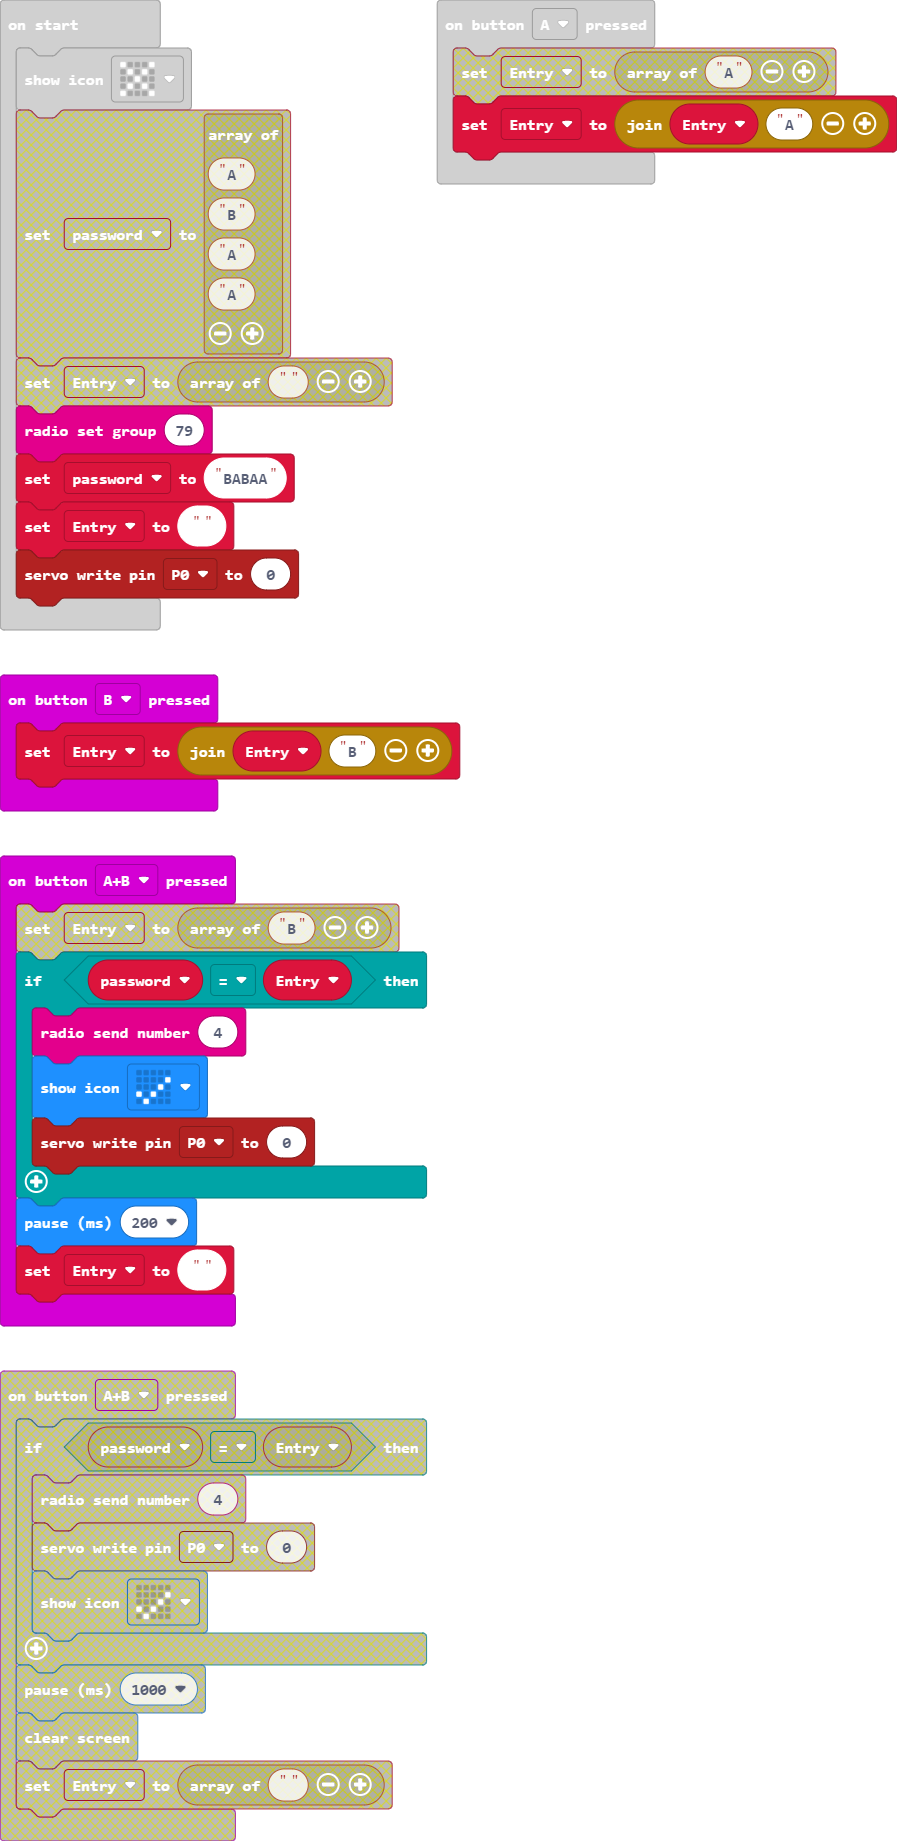 on start
show icon
set password to array of
"A"
"B"
"A"
"A"
set Entry to array of " "
radio set group 79
set password to "BABAA"
set Entry to " "
servo write pin P0 to 0
on button A pressed
set Entry to array of "A"
set Entry to join Entry "A"
on button B pressed
set Entry to join Entry "B"
on button A+B pressed
set Entry to array of "B"
if password = Entry then
radio send number 4
show icon
servo write pin P0 to 0
pause (ms) 200
set Entry to " "
on button A+B pressed
if password = Entry then
radio send number 4
servo write pin P0 to 0
show icon
pause (ms) 1000
clear screen
set Entry to array of " "